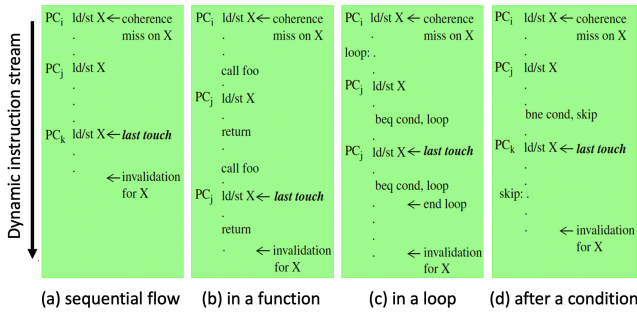 Dynamic instruction stream
PCi ld/st X ← coherence
miss on X
.
.
PCj ld/st X
.
.
.
PCk ld/st X ← last touch
.
.
.
← invalidation
for X
(a) sequential flow
PCi ld/st X ← coherence
. miss on X
.
call foo
.
PCj ld/st X
.
return
.
call foo
.
PCj ld/st X ← last touch
.
return
. ← invalidation
for X
(b) in a function
PCi ld/st X ← coherence
. miss on X
loop: .
.
PCj ld/st X
.
beq cond, loop
.
PCj ld/st X ← last touch
.
beq cond, loop
. ← end loop
.
.
. ← invalidation
for X
(c) in a loop
PCi ld/st X ← coherence
. miss on X
.
.
PCj ld/st X
.
.
bne cond, skip
.
PCk ld/st X ← last touch
.
.
skip: .
.
. ← invalidation
for X
(d) after a condition